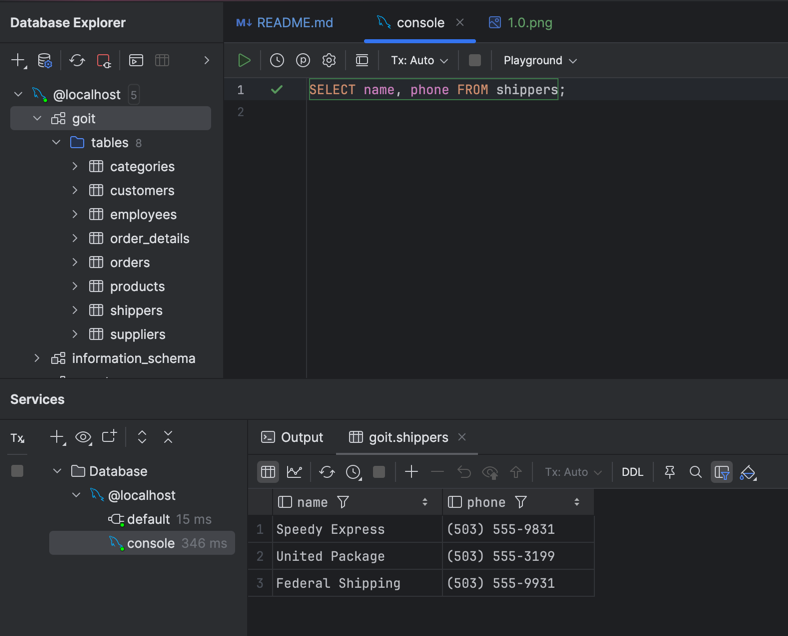 Database Explorer
README.md
console
1.0.png
Tx: Auto
Playground
@localhost 5
goit
tables 8
categories
customers
employees
order_details
orders
products
shippers
suppliers
information_schema
1 SELECT name, phone FROM shippers;
2
Services
Tx
Database
@localhost
default 15 ms
console 346 ms
Output
goit.shippers
Tx: Auto
DDL
name phone
1 Speedy Express (503) 555-9831
2 United Package (503) 555-3199
3 Federal Shipping (503) 555-9931